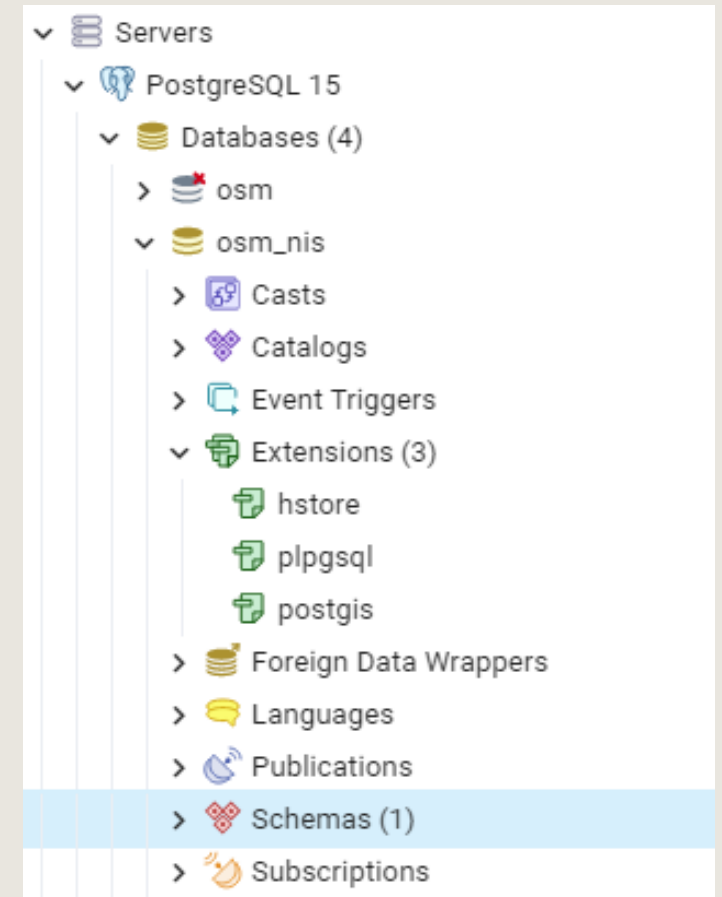 Servers
PostgreSQL 15
Databases (4)
osm
osm_nis
Casts
Catalogs
Event Triggers
Extensions (3)
hstore
plpgsql
postgis
Foreign Data Wrappers
Languages
Publications
Schemas (1)
Subscriptions